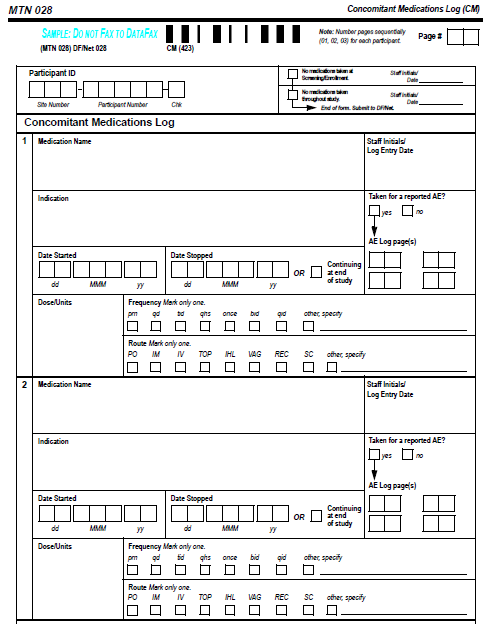 MTN 028
Concomitant Medications Log (CM)
SAMPLE: DO NOT FAX TO DATAFAX
(MTN 028) DF/Net 028
CM (423)
Note: Number pages sequentially
(01, 02, 03) for each participant.
Page #
Participant ID
Site Number
Participant Number
Chk
No medications taken at
Screening/Enrollment.
Staff Initials/
Date
No medications taken
throughout study.
Staff Initials/
Date
End of form. Submit to DF/Net.
Concomitant Medications Log
1
Medication Name
Staff Initials/
Log Entry Date
Indication
Taken for a reported AE?
yes
no
AE Log page(s)
Date Started
Date Stopped
dd MMM yy
dd MMM yy
OR
Continuing
at end
of study
Dose/Units
Frequency Mark only one.
prn qd tid qhs once bid qid other, specify
Route Mark only one.
PO IM IV TOP IHL VAG REC SC other, specify
2
Medication Name
Staff Initials/
Log Entry Date
Indication
Taken for a reported AE?
yes
no
AE Log page(s)
Date Started
Date Stopped
dd MMM yy
dd MMM yy
OR
Continuing
at end
of study
Dose/Units
Frequency Mark only one.
prn qd tid qhs once bid qid other, specify
Route Mark only one.
PO IM IV TOP IHL VAG REC SC other, specify